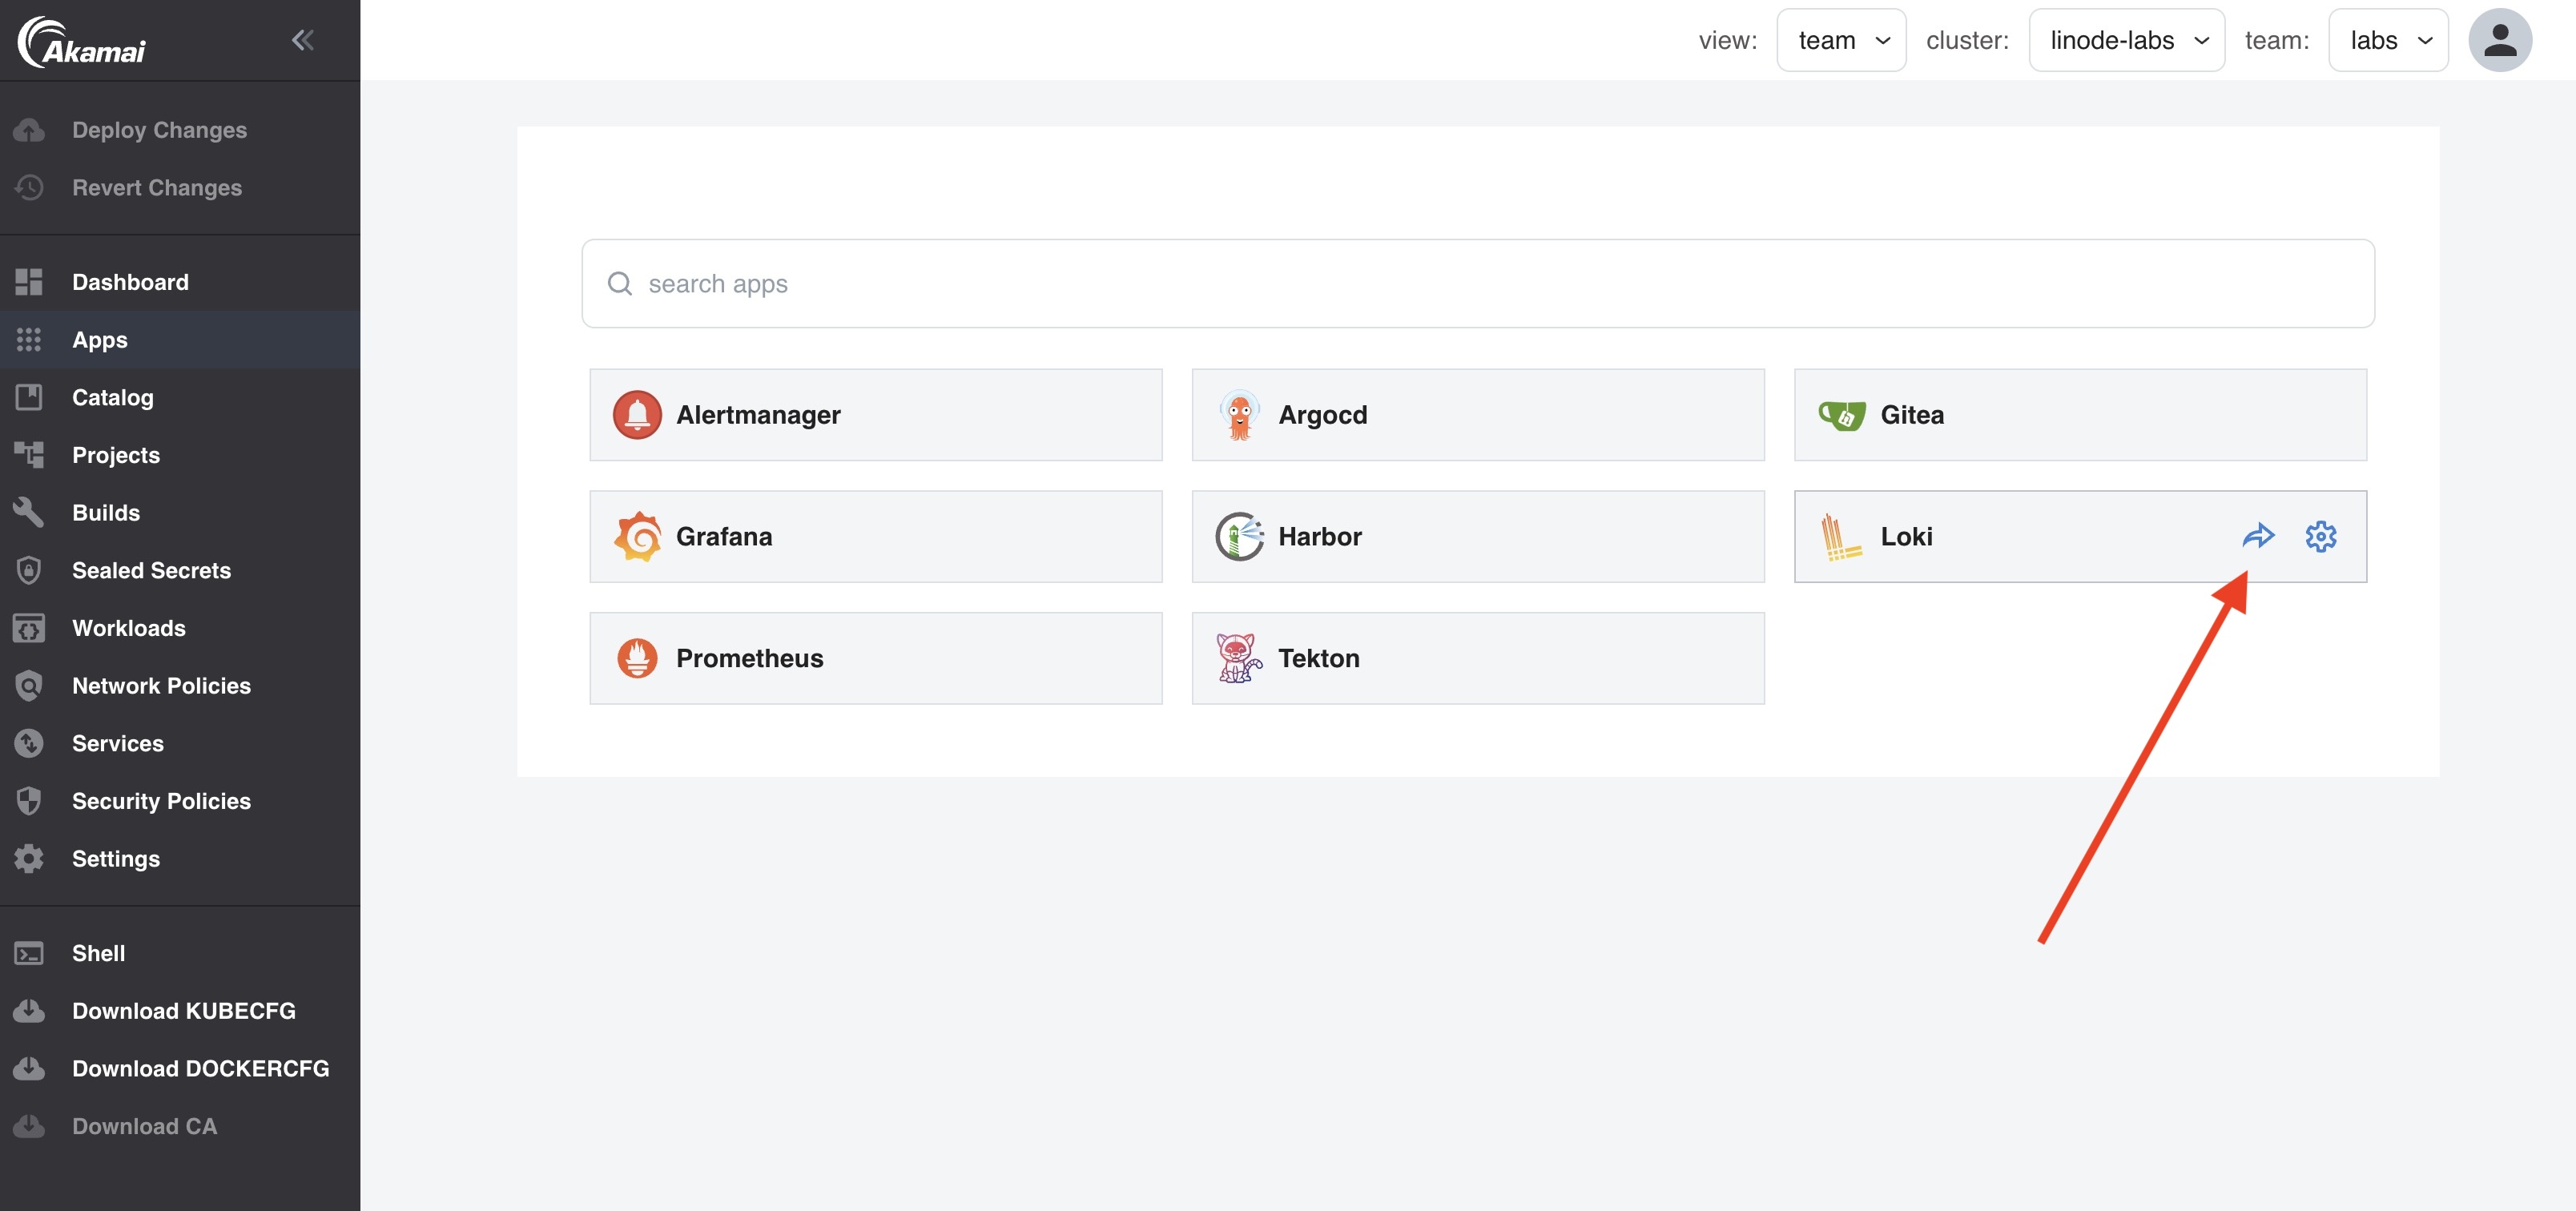 Akamai
view: team cluster: linode-labs team: labs
Deploy Changes
Revert Changes
Dashboard
Apps
Catalog
Projects
Builds
Sealed Secrets
Workloads
Network Policies
Services
Security Policies
Settings
Shell
Download KUBECFG
Download DOCKERCFG
Download CA
search apps
Alertmanager
Argocd
Gitea
Grafana
Harbor
Loki
Prometheus
Tekton